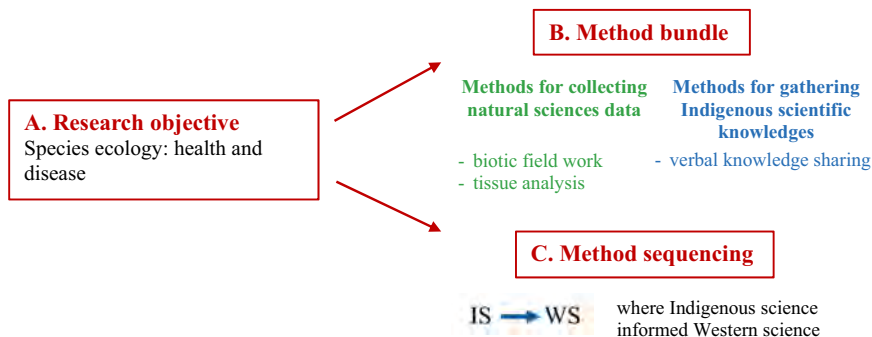 B. Method bundle
Methods for collecting
natural sciences data
- biotic field work
- tissue analysis
Methods for gathering
Indigenous scientific
knowledges
- verbal knowledge sharing
A. Research objective
Species ecology: health and
disease
C. Method sequencing
IS WS
where Indigenous science
informed Western science